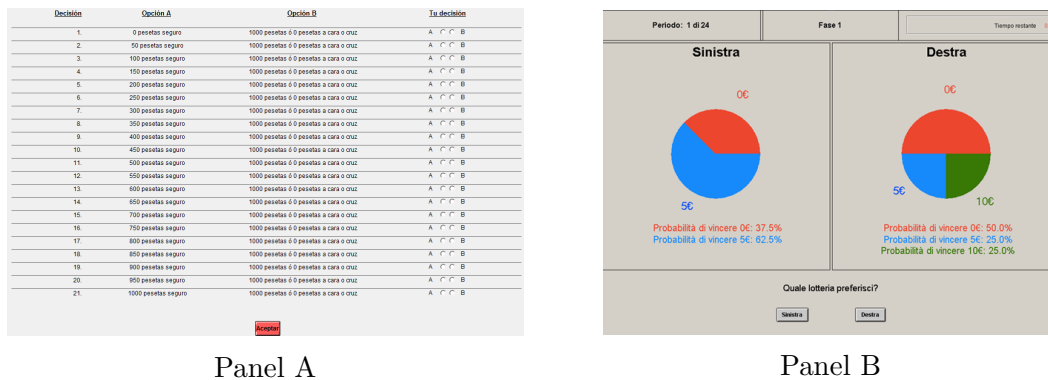 Decisión Opción A Opción B Tu decisión
1. 0 pesetas seguro 1000 pesetas ó 0 pesetas a cara o cruz A B
2. 50 pesetas seguro 1000 pesetas ó 0 pesetas a cara o cruz A B
3. 100 pesetas seguro 1000 pesetas ó 0 pesetas a cara o cruz A B
4. 150 pesetas seguro 1000 pesetas ó 0 pesetas a cara o cruz A B
5. 200 pesetas seguro 1000 pesetas ó 0 pesetas a cara o cruz A B
6. 250 pesetas seguro 1000 pesetas ó 0 pesetas a cara o cruz A B
7. 300 pesetas seguro 1000 pesetas ó 0 pesetas a cara o cruz A B
8. 350 pesetas seguro 1000 pesetas ó 0 pesetas a cara o cruz A B
9. 400 pesetas seguro 1000 pesetas ó 0 pesetas a cara o cruz A B
10. 450 pesetas seguro 1000 pesetas ó 0 pesetas a cara o cruz A B
11. 500 pesetas seguro 1000 pesetas ó 0 pesetas a cara o cruz A B
12. 550 pesetas seguro 1000 pesetas ó 0 pesetas a cara o cruz A B
13. 600 pesetas seguro 1000 pesetas ó 0 pesetas a cara o cruz A B
14. 650 pesetas seguro 1000 pesetas ó 0 pesetas a cara o cruz A B
15. 700 pesetas seguro 1000 pesetas ó 0 pesetas a cara o cruz A B
16. 750 pesetas seguro 1000 pesetas ó 0 pesetas a cara o cruz A B
17. 800 pesetas seguro 1000 pesetas ó 0 pesetas a cara o cruz A B
18. 850 pesetas seguro 1000 pesetas ó 0 pesetas a cara o cruz A B
19. 900 pesetas seguro 1000 pesetas ó 0 pesetas a cara o cruz A B
20. 950 pesetas seguro 1000 pesetas ó 0 pesetas a cara o cruz A B
21. 1000 pesetas seguro 1000 pesetas ó 0 pesetas a cara o cruz A B
Aceptar
Panel A
Periodo: 1 di 24 Fase 1 Tiempo restante
Sinistra
0€
5€
Probabilità di vincere 0€: 37.5%
Probabilità di vincere 5€: 62.5%
Destra
0€
5€
10€
Probabilità di vincere 0€: 50.0%
Probabilità di vincere 5€: 25.0%
Probabilità di vincere 10€: 25.0%
Quale lotteria preferisci?
Sinistra Destra
Panel B